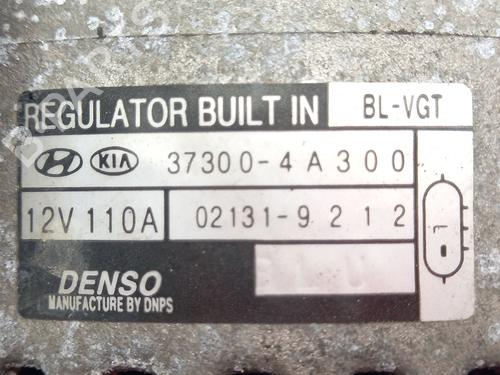 REGULATOR BUILT IN BL-VGT
KIA 37300-4A300
12V 110A 02131-9212
DENSO
MANUFACTURE BY DNPS